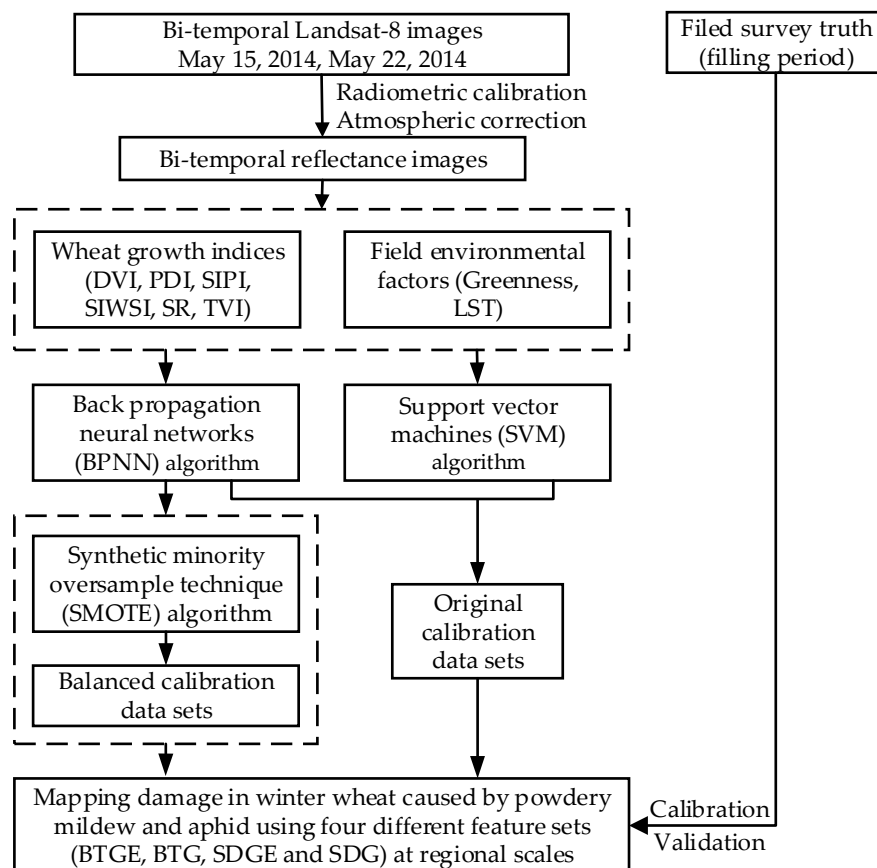 Bi-temporal Landsat-8 images
May 15, 2014, May 22, 2014
Filed survey truth
(filling period)
Radiometric calibration
Atmospheric correction
Bi-temporal reflectance images
Wheat growth indices
(DVI, PDI, SIPI,
SIWSI, SR, TVI)
Field environmental
factors (Greenness,
LST)
Back propagation
neural networks
(BPNN) algorithm
Support vector
machines (SVM)
algorithm
Synthetic minority
oversample technique
(SMOTE) algorithm
Balanced calibration
data sets
Original
calibration
data sets
Mapping damage in winter wheat caused by powdery
mildew and aphid using four different feature sets
(BTGE, BTG, SDGE and SDG) at regional scales
Calibration
Validation